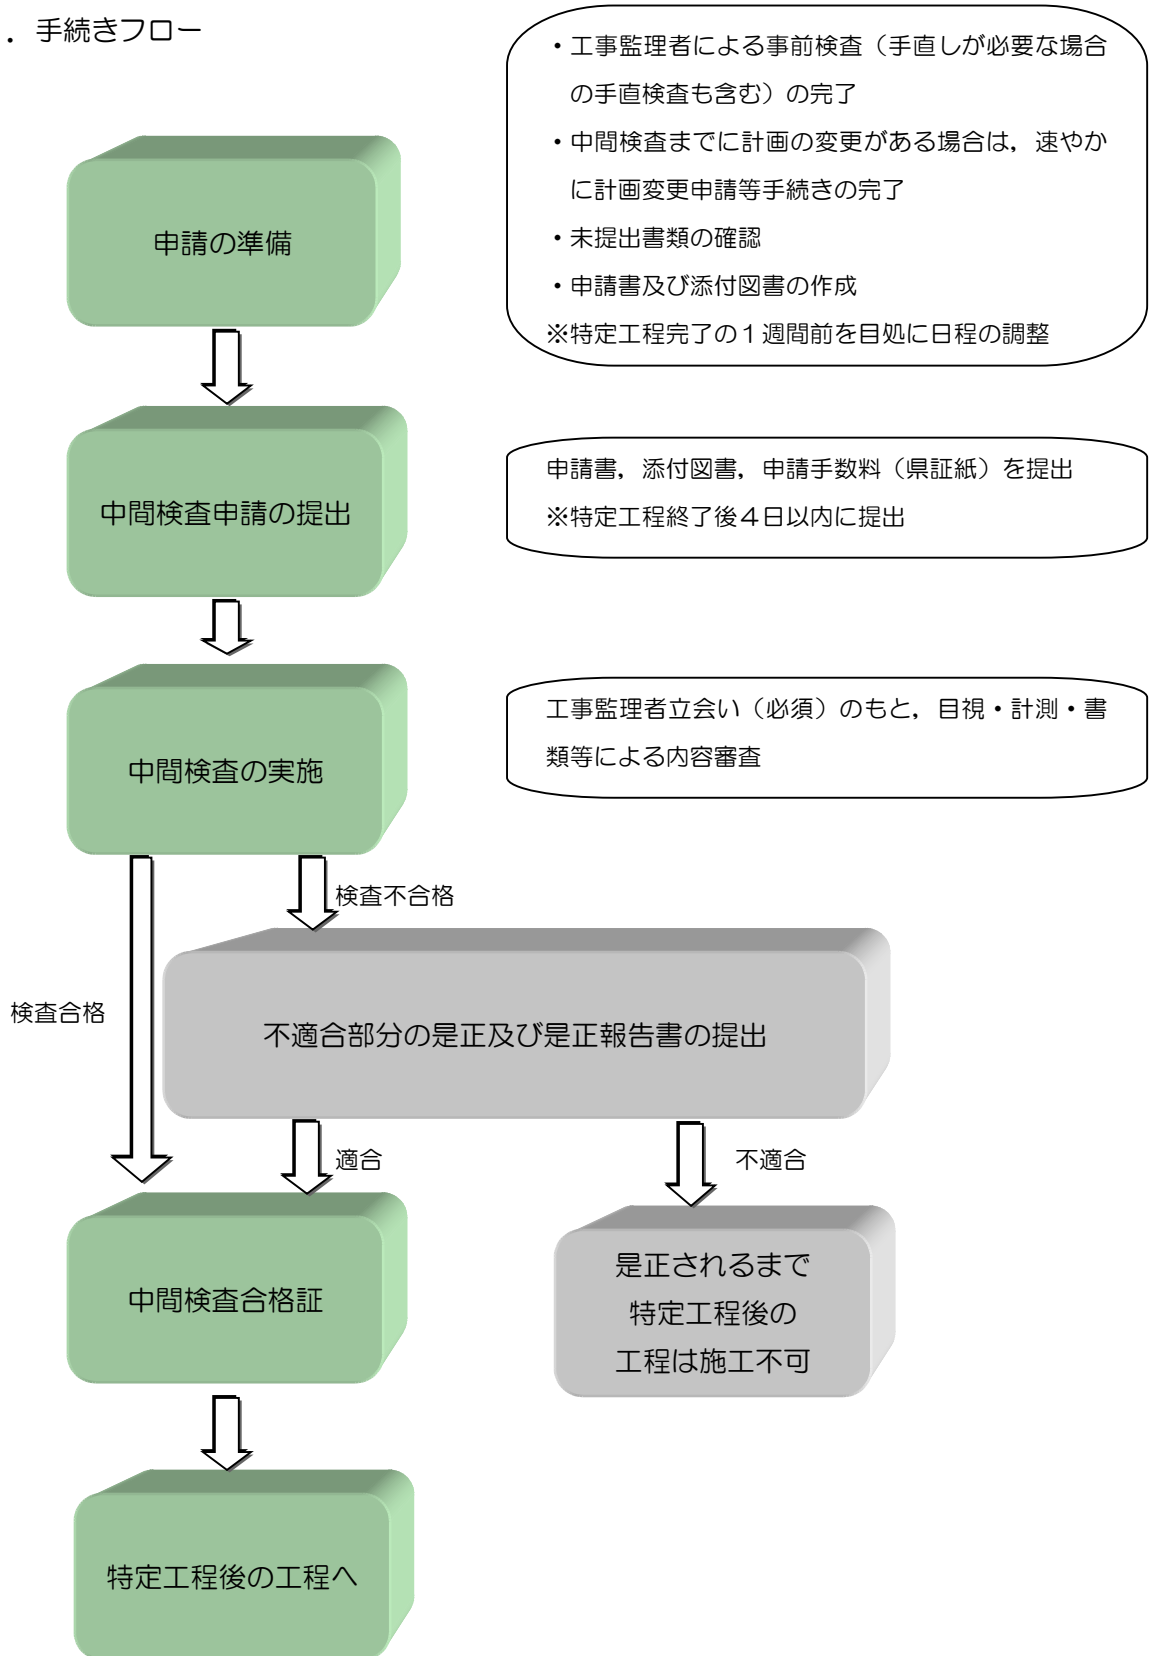 ．手続きフロー
・工事監理者による事前検査（手直しが必要な場合
の手直検査も含む）の完了
・中間検査までに計画の変更がある場合は，速やか
に計画変更申請等手続きの完了
・未提出書類の確認
・申請書及び添付図書の作成
※特定工程完了の１週間前を目処に日程の調整
申請の準備
申請書，添付図書，申請手数料（県証紙）を提出
※特定工程終了後４日以内に提出
中間検査申請の提出
工事監理者立会い（必須）のもと，目視・計測・書
類等による内容審査
中間検査の実施
検査不合格
検査合格
不適合部分の是正及び是正報告書の提出
適合
不適合
中間検査合格証
是正されるまで
特定工程後の
工程は施工不可
特定工程後の工程へ